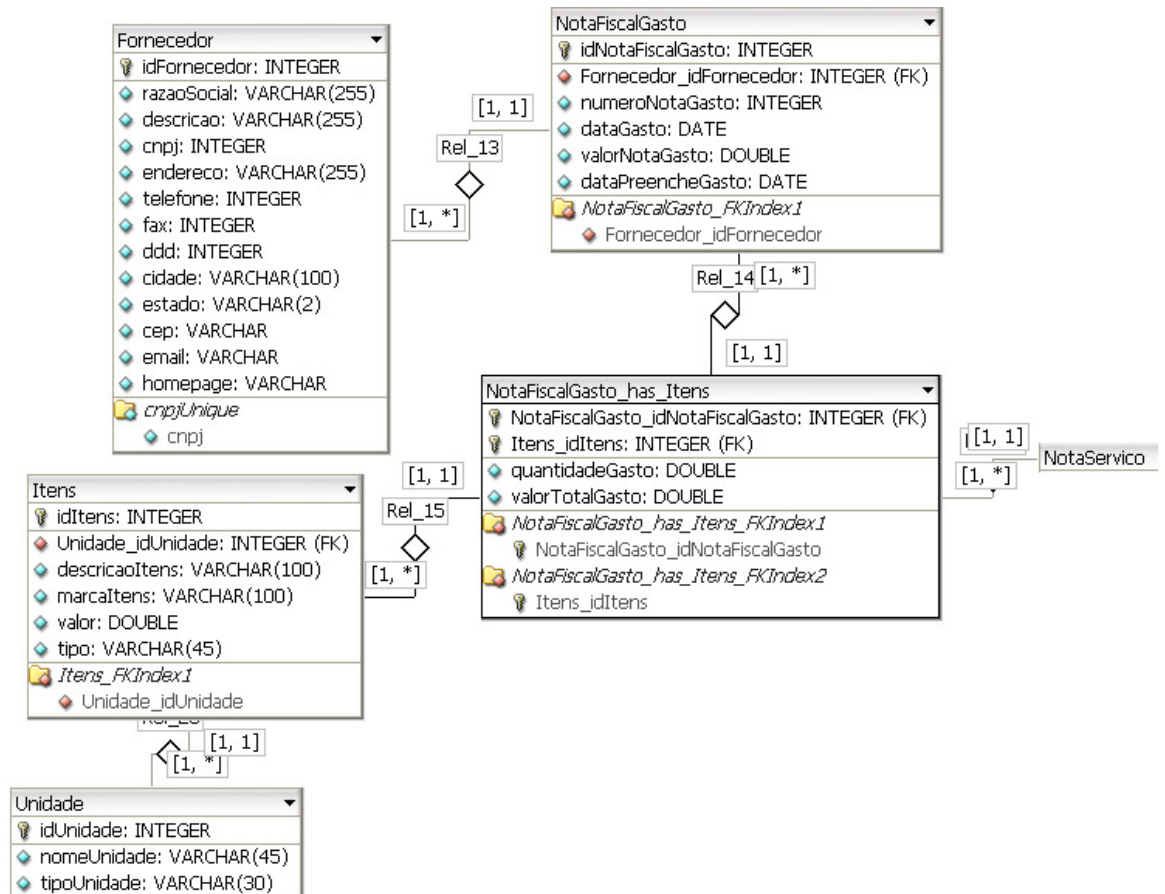 Fornecedor
idFornecedor: INTEGER
razaoSocial: VARCHAR(255)
descricao: VARCHAR(255)
cnpj: INTEGER
endereco: VARCHAR(255)
telefone: INTEGER
fax: INTEGER
ddd: INTEGER
cidade: VARCHAR(100)
estado: VARCHAR(2)
cep: VARCHAR
email: VARCHAR
homepage: VARCHAR
cnpjUnique
cnpj
[1, 1]
Rel_13
[1, *]
NotaFiscalGasto
idNotaFiscalGasto: INTEGER
Fornecedor_idFornecedor: INTEGER (FK)
numeroNotaGasto: INTEGER
dataGasto: DATE
valorNotaGasto: DOUBLE
dataPreencheGasto: DATE
NotaFiscalGasto_FKIndex1
Fornecedor_idFornecedor
Rel_14
[1, *]
[1, 1]
NotaFiscalGasto_has_Itens
NotaFiscalGasto_idNotaFiscalGasto: INTEGER (FK)
Itens_idItens: INTEGER (FK)
quantidadeGasto: DOUBLE
valorTotalGasto: DOUBLE
NotaFiscalGasto_has_Itens_FKIndex1
NotaFiscalGasto_idNotaFiscalGasto
NotaFiscalGasto_has_Itens_FKIndex2
Itens_idItens
[1, 1]
[1, *]
NotaServico
[1, 1]
Rel_15
[1, *]
Itens
idItens: INTEGER
Unidade_idUnidade: INTEGER (FK)
descricaoItens: VARCHAR(100)
marcaItens: VARCHAR(100)
valor: DOUBLE
tipo: VARCHAR(45)
Itens_FKIndex1
Unidade_idUnidade
[1, 1]
[1, *]
Unidade
idUnidade: INTEGER
nomeUnidade: VARCHAR(45)
tipoUnidade: VARCHAR(30)